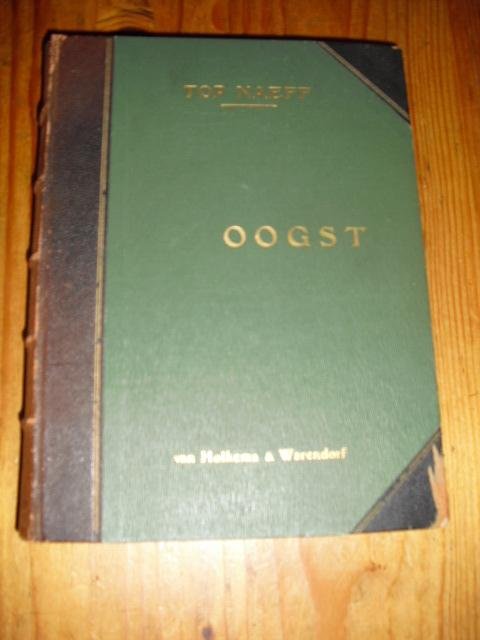 TOP NAEFF
OOGST
van Holkema & Warendorf